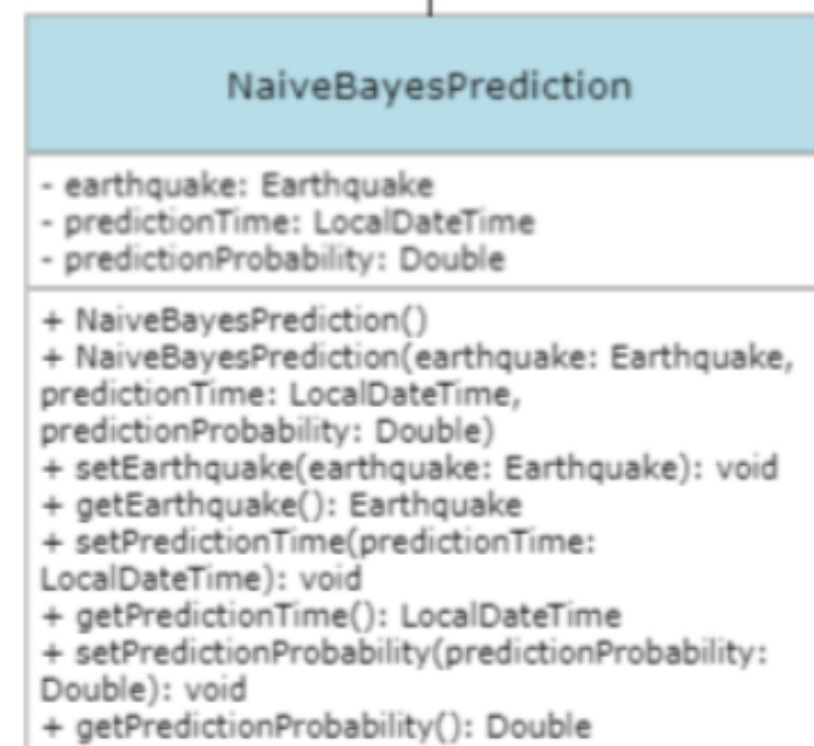 NaiveBayesPrediction
- earthquake: Earthquake
- predictionTime: LocalDateTime
- predictionProbability: Double
+ NaiveBayesPrediction()
+ NaiveBayesPrediction(earthquake: Earthquake,
predictionTime: LocalDateTime,
predictionProbability: Double)
+ setEarthquake(earthquake: Earthquake): void
+ getEarthquake(): Earthquake
+ setPredictionTime(predictionTime:
LocalDateTime): void
+ getPredictionTime(): LocalDateTime
+ setPredictionProbability(predictionProbability:
Double): void
+ getPredictionProbability(): Double